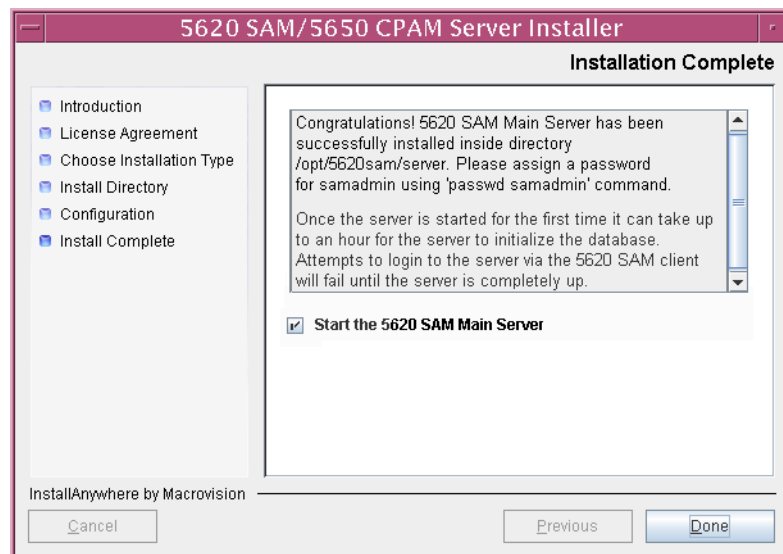 5620 SAM/5650 CPAM Server Installer
Installation Complete
Introduction
License Agreement
Choose Installation Type
Install Directory
Configuration
Install Complete
Congratulations! 5620 SAM Main Server has been
successfully installed inside directory
/opt/5620sam/server. Please assign a password
for samadmin using 'passwd samadmin' command.
Once the server is started for the first time it can take up
to an hour for the server to initialize the database.
Attempts to login to the server via the 5620 SAM client
will fail until the server is completely up.
Start the 5620 SAM Main Server
InstallAnywhere by Macrovision
Cancel
Previous
Done